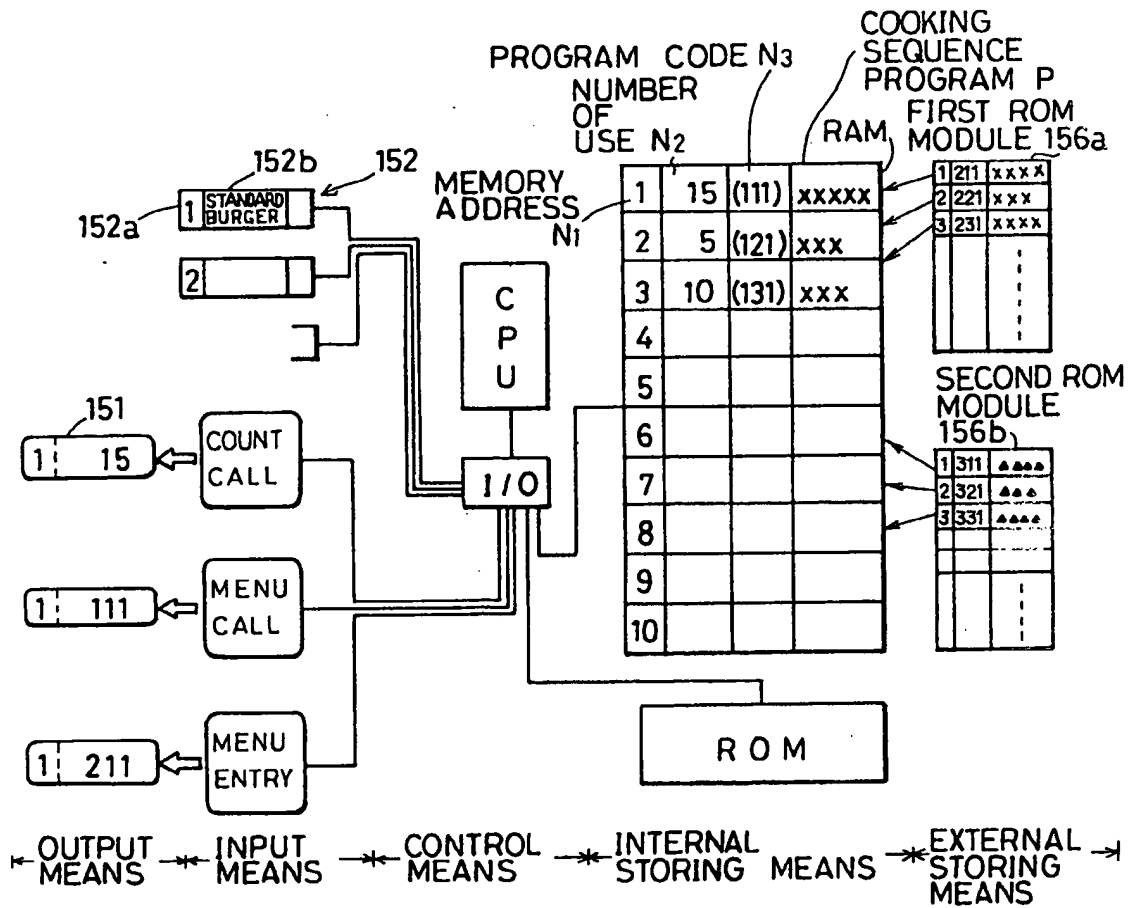 COOKING
SEQUENCE
PROGRAM P
PROGRAM CODE N3
NUMBER
OF
USE N2
RAM
FIRST ROM
MODULE 156a
MEMORY
ADDRESS
N1
152b
152
152a
1 STANDARD
BURGER
2
CPU
I/O
1 15 (111) xxxxx
2 5 (121) xxx
3 10 (131) xxx
4
5
6
7
8
9
10
1 211 xxxx
2 221 xxx
3 231 xxxx
SECOND ROM
MODULE
156b
1 311 ▲▲▲▲
2 321 ▲▲▲
3 331 ▲▲▲▲
151
1 15
COUNT
CALL
1 111
MENU
CALL
1 211
MENU
ENTRY
ROM
OUTPUT
MEANS
INPUT
MEANS
CONTROL
MEANS
INTERNAL
STORING MEANS
EXTERNAL
STORING
MEANS